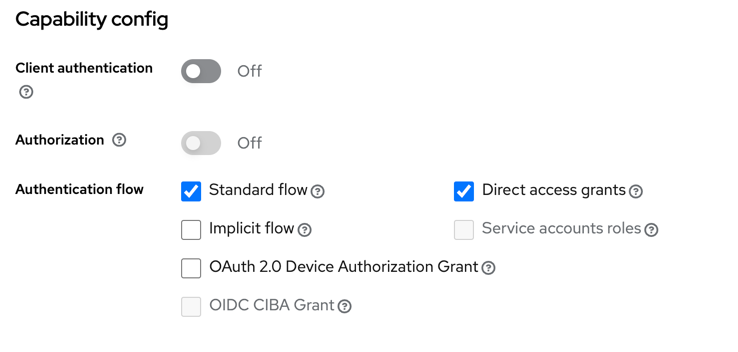 Capability config
Client authentication
Off
Authorization
Off
Authentication flow
Standard flow
Direct access grants
Implicit flow
Service accounts roles
OAuth 2.0 Device Authorization Grant
OIDC CIBA Grant